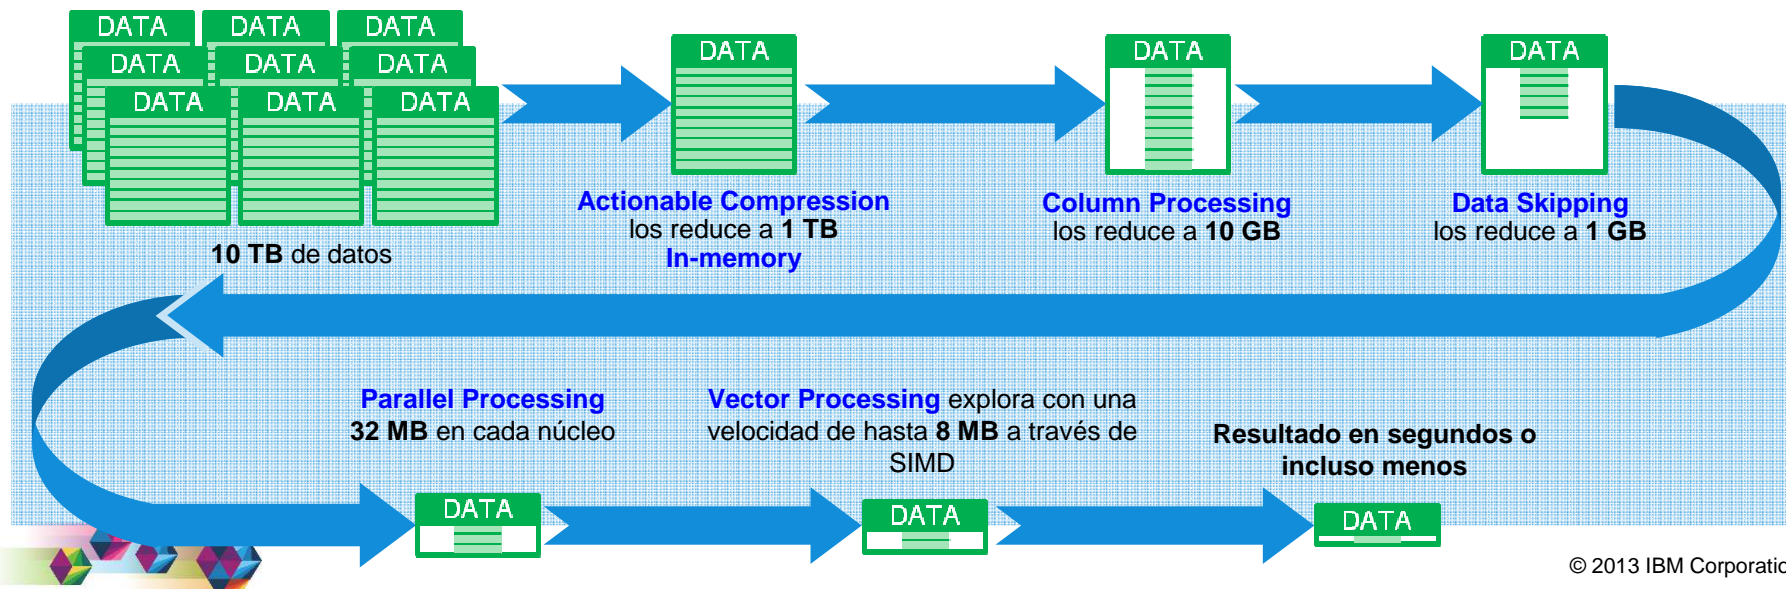 DATA DATA DATA
DATA DATA DATA
DATA DATA DATA
10 TB de datos
DATA
Actionable Compression
los reduce a 1 TB
In-memory
DATA
Column Processing
los reduce a 10 GB
DATA
Data Skipping
los reduce a 1 GB
Parallel Processing
32 MB en cada núcleo
DATA
Vector Processing explora con una
velocidad de hasta 8 MB a través de
SIMD
DATA
Resultado en segundos o
incluso menos
DATA
© 2013 IBM Corporatio